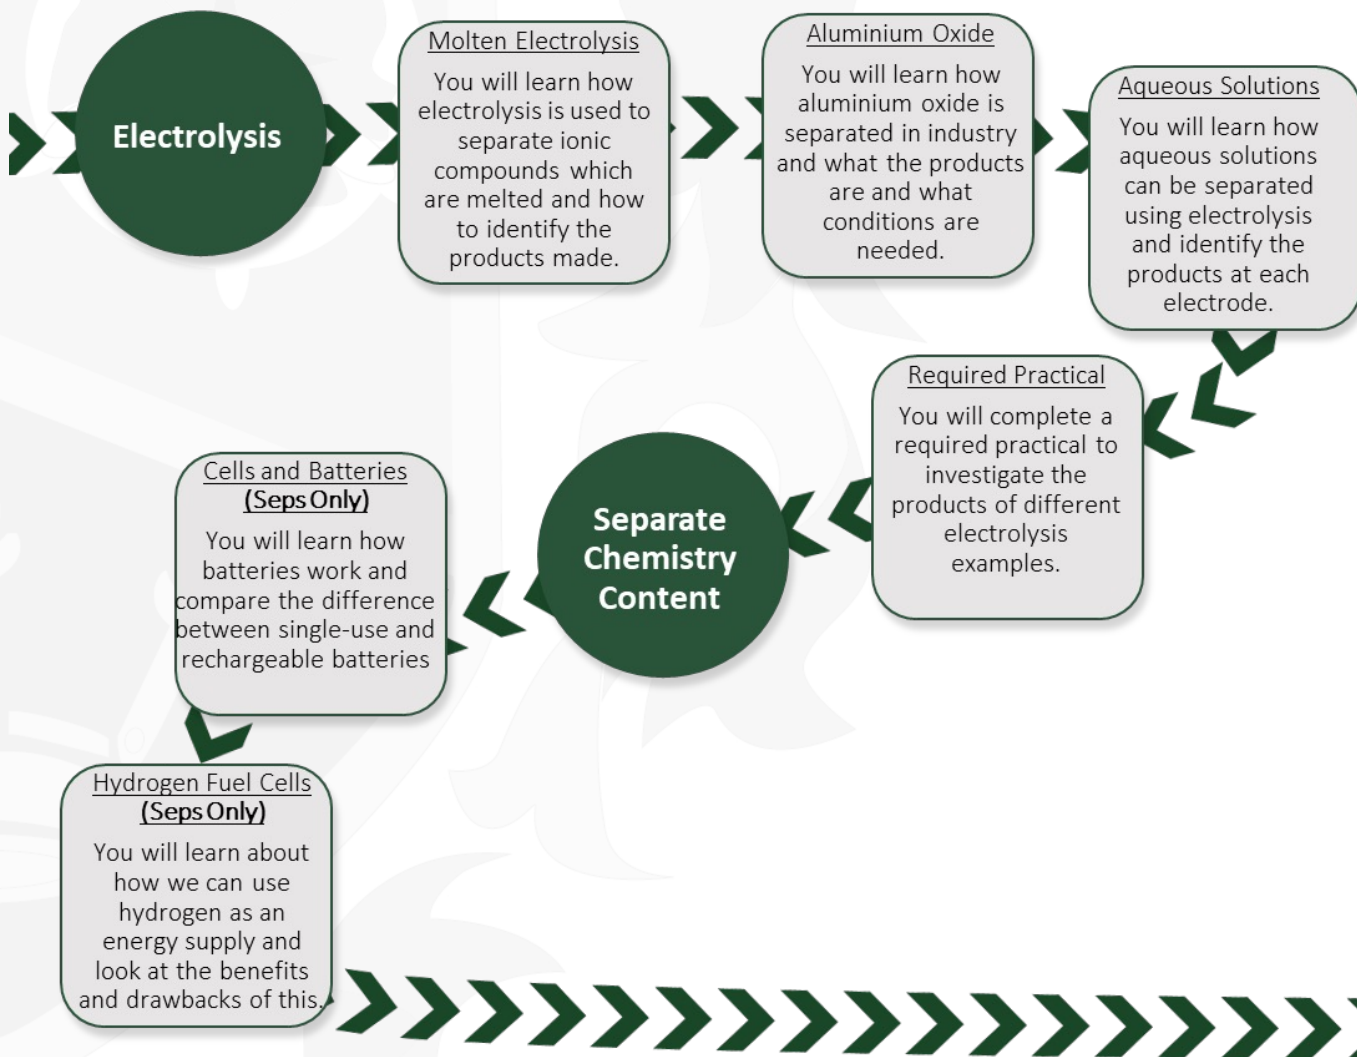 Electrolysis
Molten Electrolysis
You will learn how
electrolysis is used to
separate ionic
compounds which
are melted and how
to identify the
products made.
Aluminium Oxide
You will learn how
aluminium oxide is
separated in industry
and what the products
are and what
conditions are
needed.
Aqueous Solutions
You will learn how
aqueous solutions
can be separated
using electrolysis
and identify the
products at each
electrode.
Required Practical
You will complete a
required practical to
investigate the
products of different
electrolysis
examples.
Separate
Chemistry
Content
Cells and Batteries
(Seps Only)
You will learn how
batteries work and
compare the difference
between single-use and
rechargeable batteries
Hydrogen Fuel Cells
(Seps Only)
You will learn about
how we can use
hydrogen as an
energy supply and
look at the benefits
and drawbacks of this.